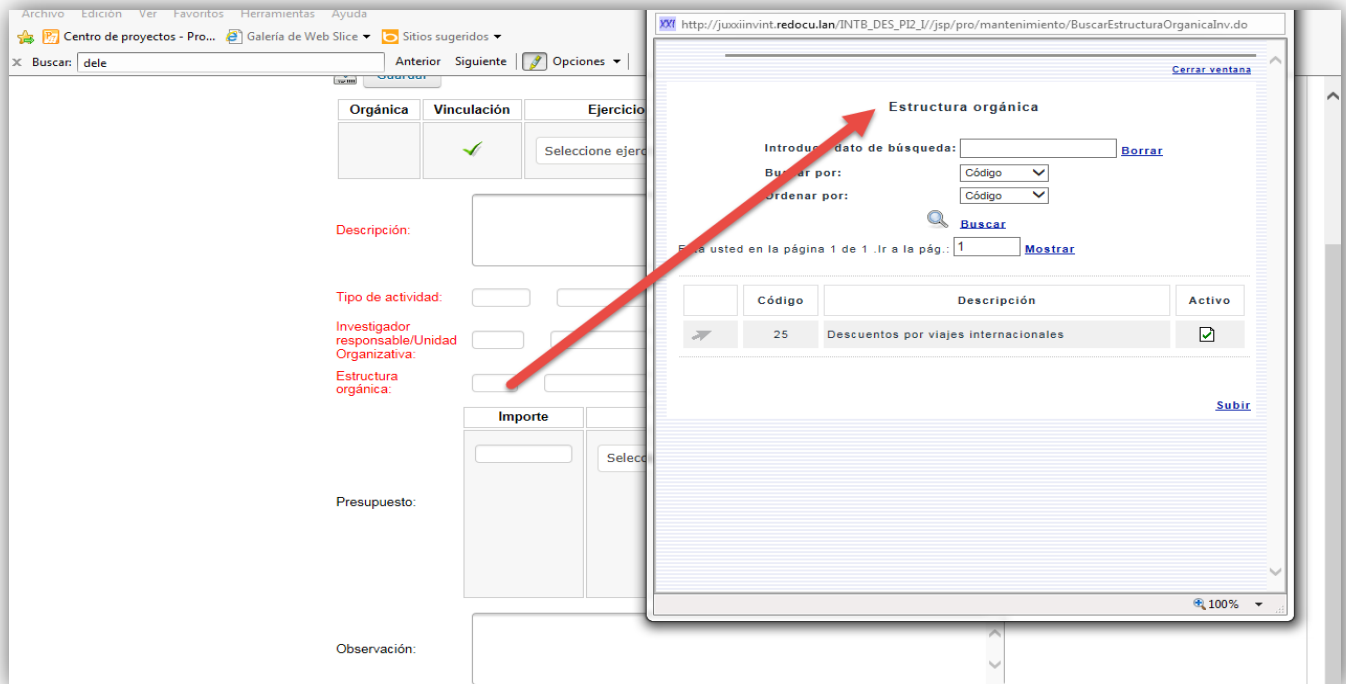 Archivo Edición Ver Favoritos Herramientas Ayuda
Centro de proyectos - Pro... Galería de Web Slice Sitios sugeridos
× Buscar: dele Anterior Siguiente Opciones
Guardar
Orgánica Vinculación Ejercicio
Seleccione ejerc
Descripción:
Tipo de actividad:
Investigador
responsable/Unidad
Organizativa:
Estructura
orgánica:
Importe
Selecc
Presupuesto:
Observación:
XXI http://juxxiinvint.redocu.lan/INTB_DES_PI2_I//jsp/pro/mantenimiento/BuscarEstructuraOrganicaInv.do
Cerrar ventana
Estructura orgánica
dato de búsqueda: Borrar
por: Código
Ordenar por: Código
Buscar
usted en la página 1 de 1 .Ir a la pág.: 1 Mostrar
Código Descripción Activo
25 Descuentos por viajes internacionales
Subir
100%